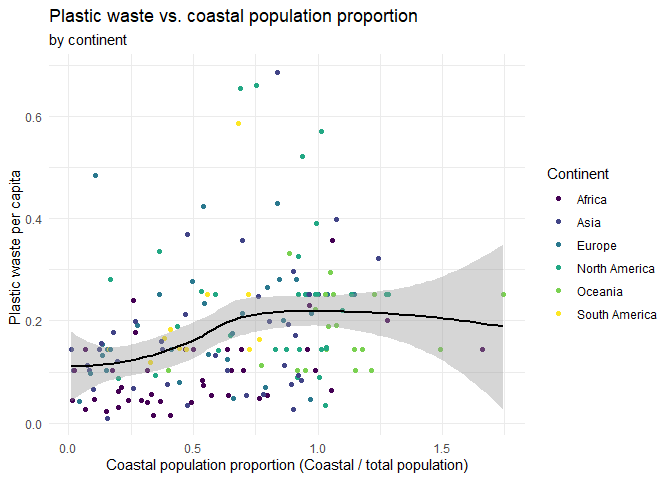 Plastic waste vs. coastal population proportion
by continent
Plastic waste per capita
0.6
0.4
0.2
0.0
0.0
0.5
1.0
1.5
Coastal population proportion (Coastal / total population)
Continent
Africa
Asia
Europe
North America
Oceania
South America